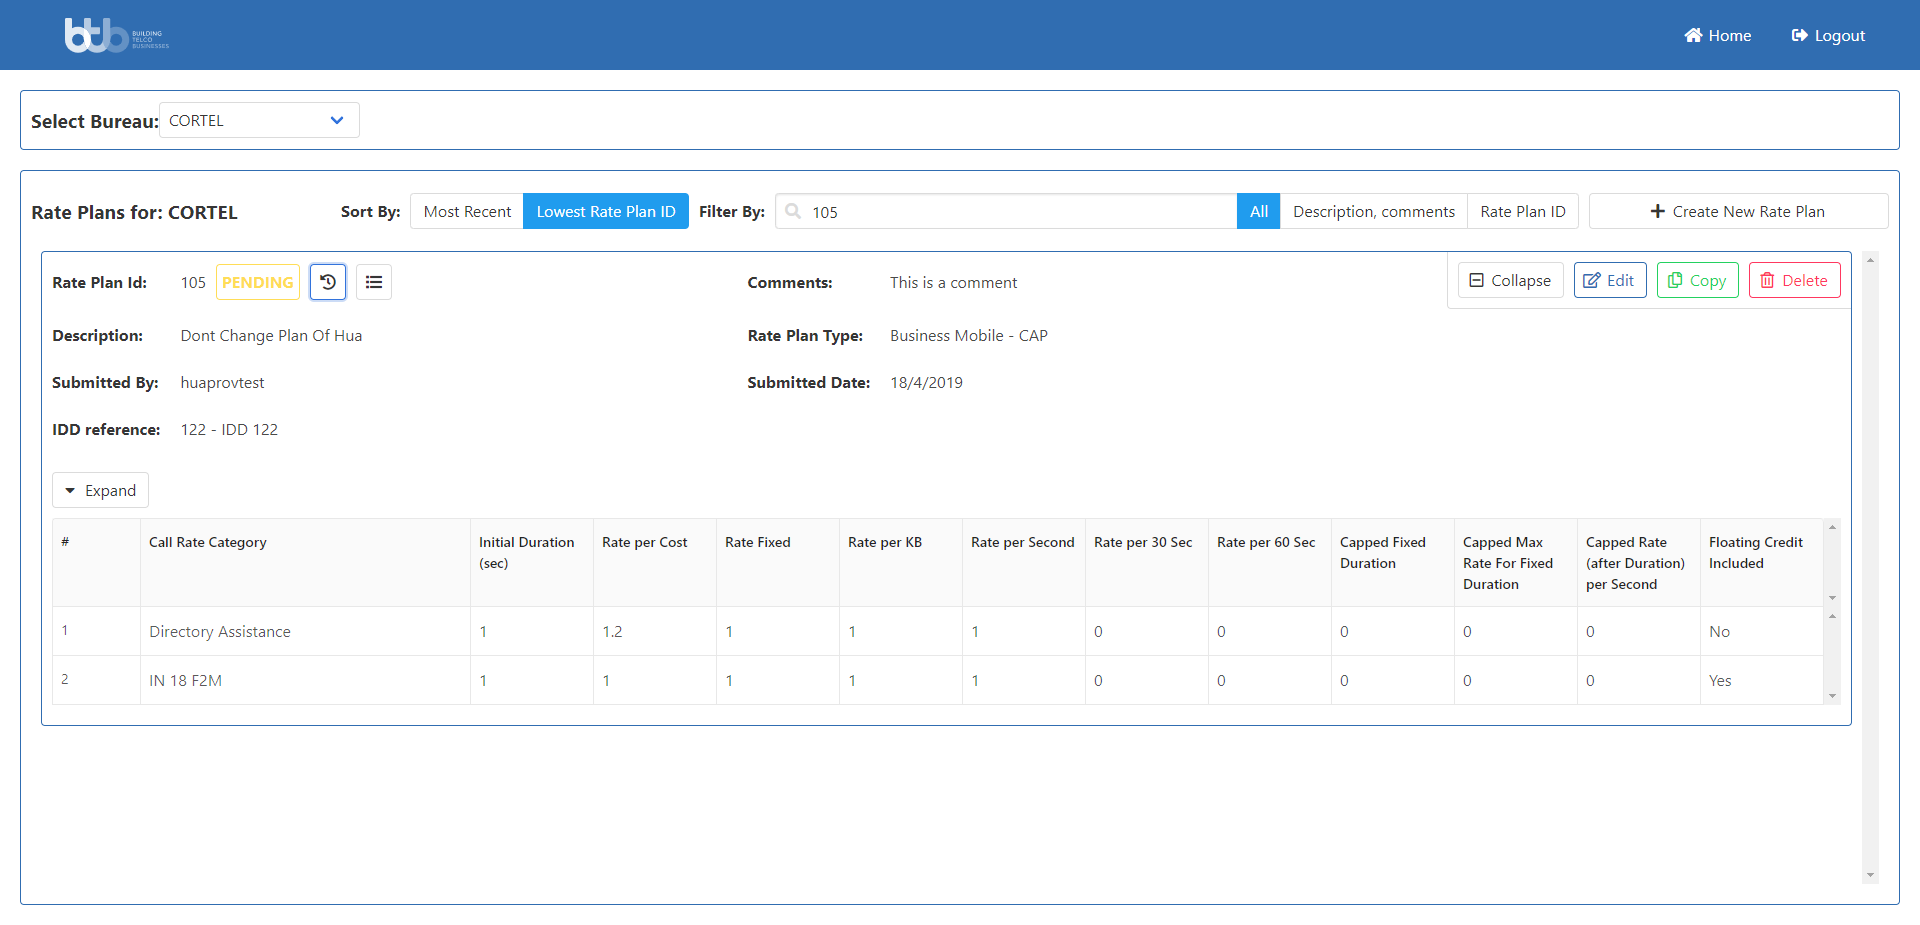 btb BUILDING TELCO BUSINESSES
Home Logout
Select Bureau: CORTEL
Rate Plans for: CORTEL Sort By: Most Recent Lowest Rate Plan ID Filter By: 105 All Description, comments Rate Plan ID Create New Rate Plan
Rate Plan Id: 105 PENDING Comments: This is a comment Collapse Edit Copy Delete
Description: Dont Change Plan Of Hua Rate Plan Type: Business Mobile - CAP
Submitted By: huaprovtest Submitted Date: 18/4/2019
IDD reference: 122 - IDD 122
Expand
# Call Rate Category Initial Duration (sec) Rate per Cost Rate Fixed Rate per KB Rate per Second Rate per 30 Sec Rate per 60 Sec Capped Fixed Duration Capped Max Rate For Fixed Duration Capped Rate (after Duration) per Second Floating Credit Included
1 Directory Assistance 1 1.2 1 1 1 0 0 0 0 0 No
2 IN 18 F2M 1 1 1 1 1 0 0 0 0 0 Yes